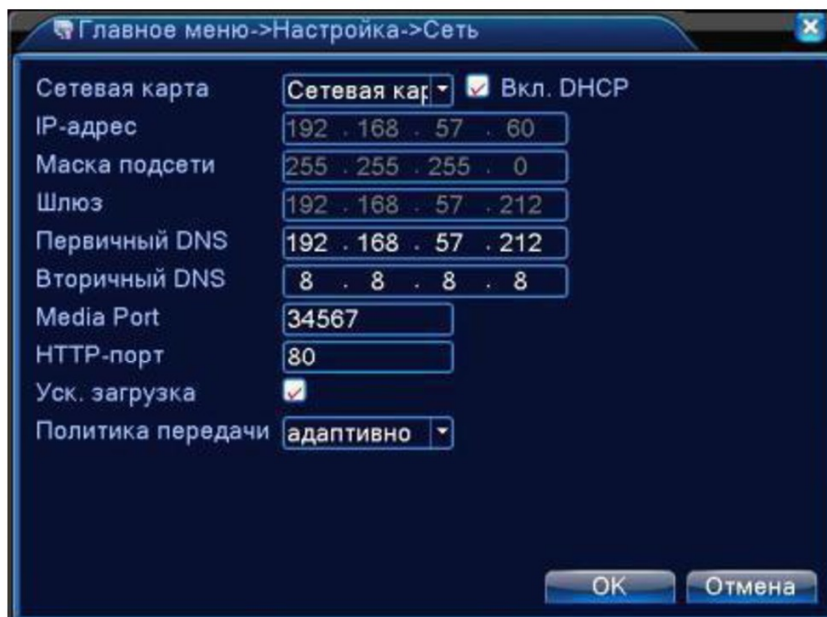 Главное меню->Настройка->Сеть
Сетевая карта Сетевая кар Вкл. DHCP
IP-адрес 192 . 168 . 57 . 60
Маска подсети 255 . 255 . 255 . 0
Шлюз 192 . 168 . 57 . 212
Первичный DNS 192 . 168 . 57 . 212
Вторичный DNS 8 . 8 . 8 . 8
Media Port 34567
HTTP-порт 80
Уск. загрузка
Политика передачи адаптивно
OK Отмена